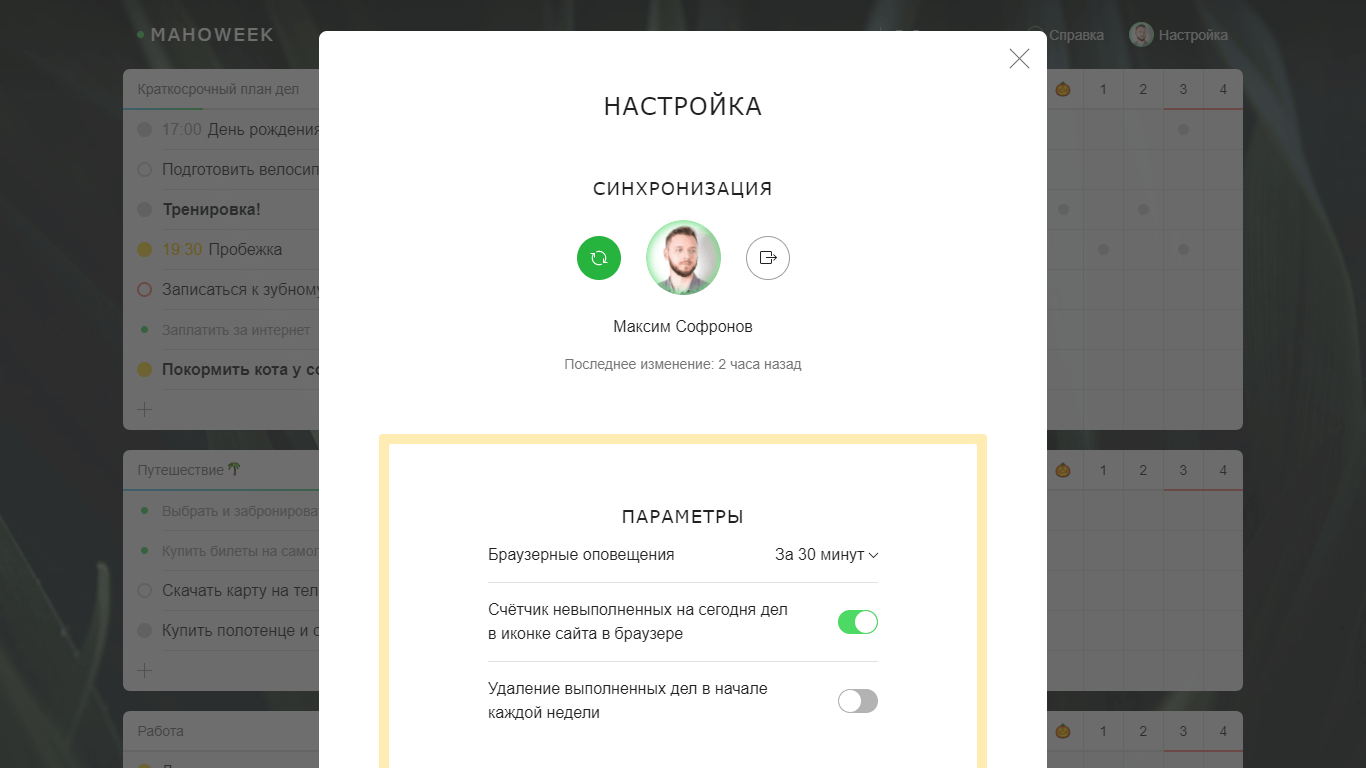 MAHOWEEK
Справка
Настройка
Краткосрочный план дел
1 2 3 4
17:00 День рождения
Подготовить велосип
Тренировка!
19:30 Пробежка
Записаться к зубному
Заплатить за интернет
Покормить кота у со
Путешествие
1 2 3 4
Выбрать и заброниров
Купить билеты на само
Скачать карту на тел
Купить полотенце и с
Работа
1 2 3 4
НАСТРОЙКА
СИНХРОНИЗАЦИЯ
Максим Софронов
Последнее изменение: 2 часа назад
ПАРАМЕТРЫ
Браузерные оповещения
За 30 минут
Счётчик невыполненных на сегодня дел
в иконке сайта в браузере
Удаление выполненных дел в начале
каждой недели